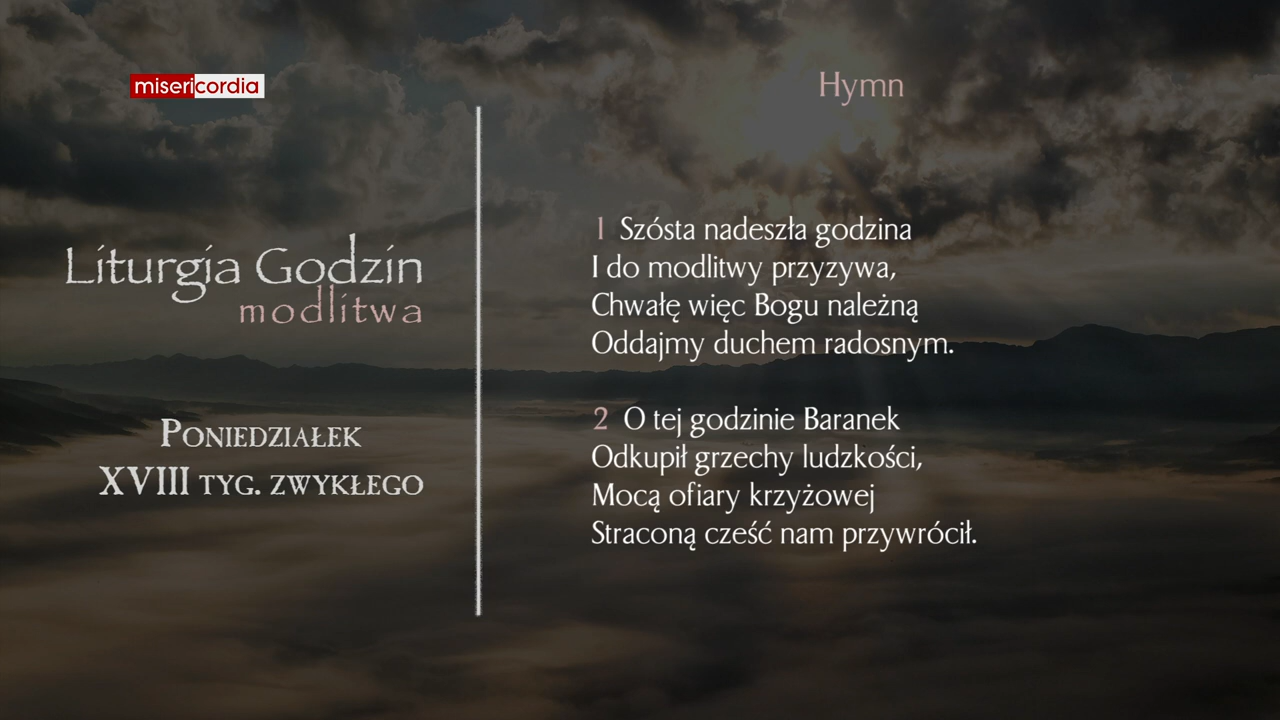 misericordia
Liturgia Godzin
modlitwa
Poniedziałek
XVIII tyg. zwykłego
Hymn
1 Szósta nadeszła godzina
I do modlitwy przyzywa,
Chwałę więc Bogu należną
Oddajmy duchem radosnym.
2 O tej godzinie Baranek
Odkupił grzechy ludzkości,
Mocą ofiary krzyżowej
Straconą cześć nam przywrócił.